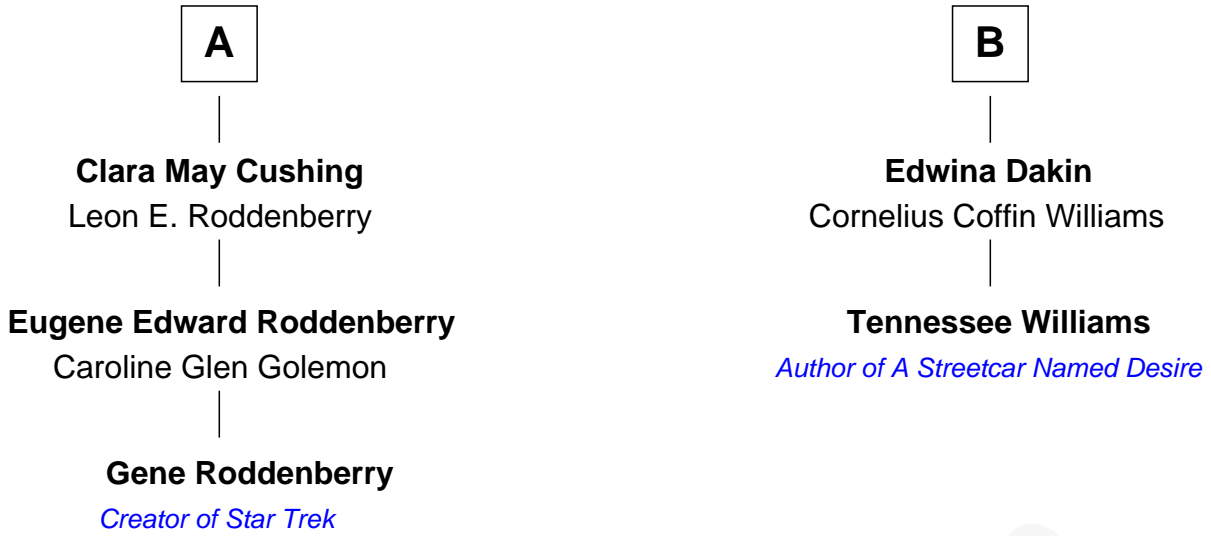 A
Clara May Cushing
Leon E. Roddenberry
Eugene Edward Roddenberry
Caroline Glen Golemon
Gene Roddenberry
Creator of Star Trek
B
Edwina Dakin
Cornelius Coffin Williams
Tennessee Williams
Author of A Streetcar Named Desire